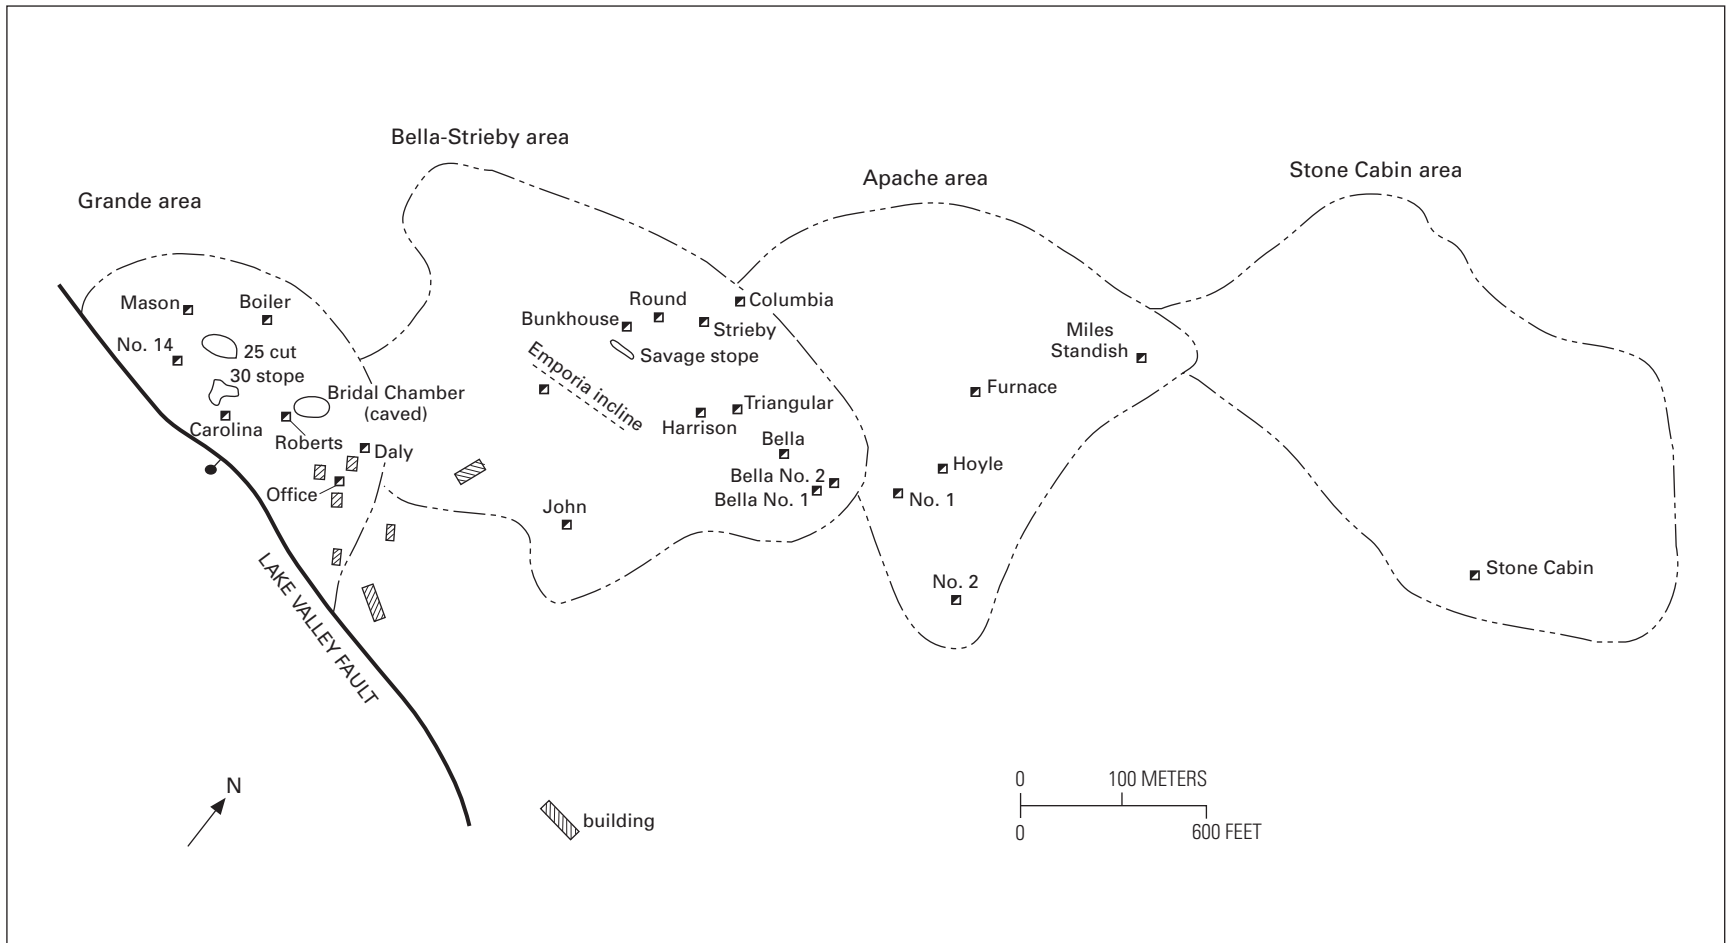 Bella-Strieby area
Stone Cabin area
Apache area
Grande area
Mason
Boiler
Round
Columbia
Bunkhouse
Strieby
No. 14
25 cut
Savage stope
Miles
Standish
30 stope
Emporia incline
Bridal Chamber
(caved)
Furnace
Triangular
Carolina
Roberts
Harrison
Bella
Daly
Hoyle
Bella No. 2
Office
Bella No. 1
No. 1
John
Stone Cabin
No. 2
LAKE VALLEY FAULT
N
0
100 METERS
building
0
600 FEET